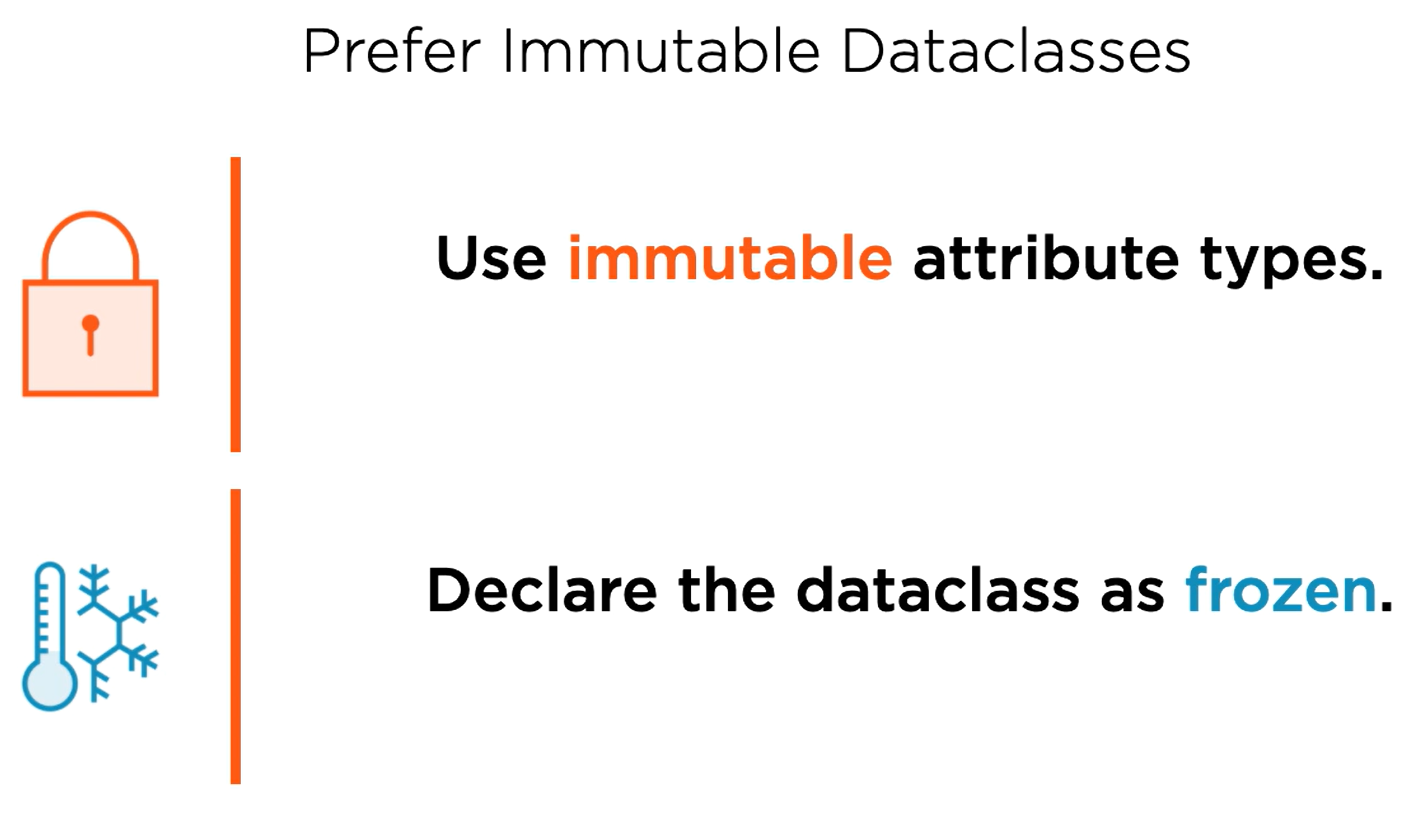 Prefer Immutable Dataclasses
Use immutable attribute types.
Declare the dataclass as frozen.